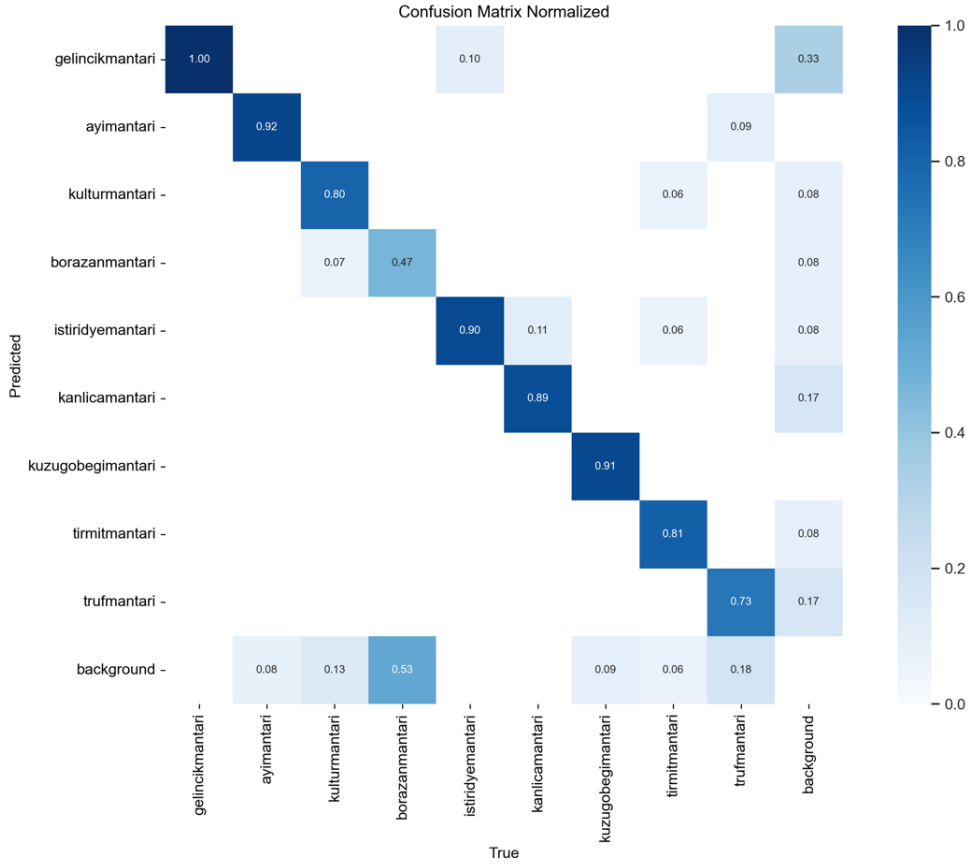 Confusion Matrix Normalized
gelincikmantari 1.00 0.10 0.33
ayimantari 0.92 0.09
kulturmantari 0.80 0.06 0.08
borazanmantari 0.07 0.47 0.08
istiridyemantari 0.90 0.11 0.06 0.08
kanlicamantari 0.89 0.17
kuzugobegimantari 0.91
tirmitmantari 0.81 0.08
trufmantari 0.73 0.17
background 0.08 0.13 0.53 0.09 0.06 0.18
Predicted
gelincikmantari
ayimantari
kulturmantari
borazanmantari
istiridyemantari
kanlicamantari
kuzugobegimantari
tirmitmantari
trufmantari
background
True
1.0
0.8
0.6
0.4
0.2
0.0